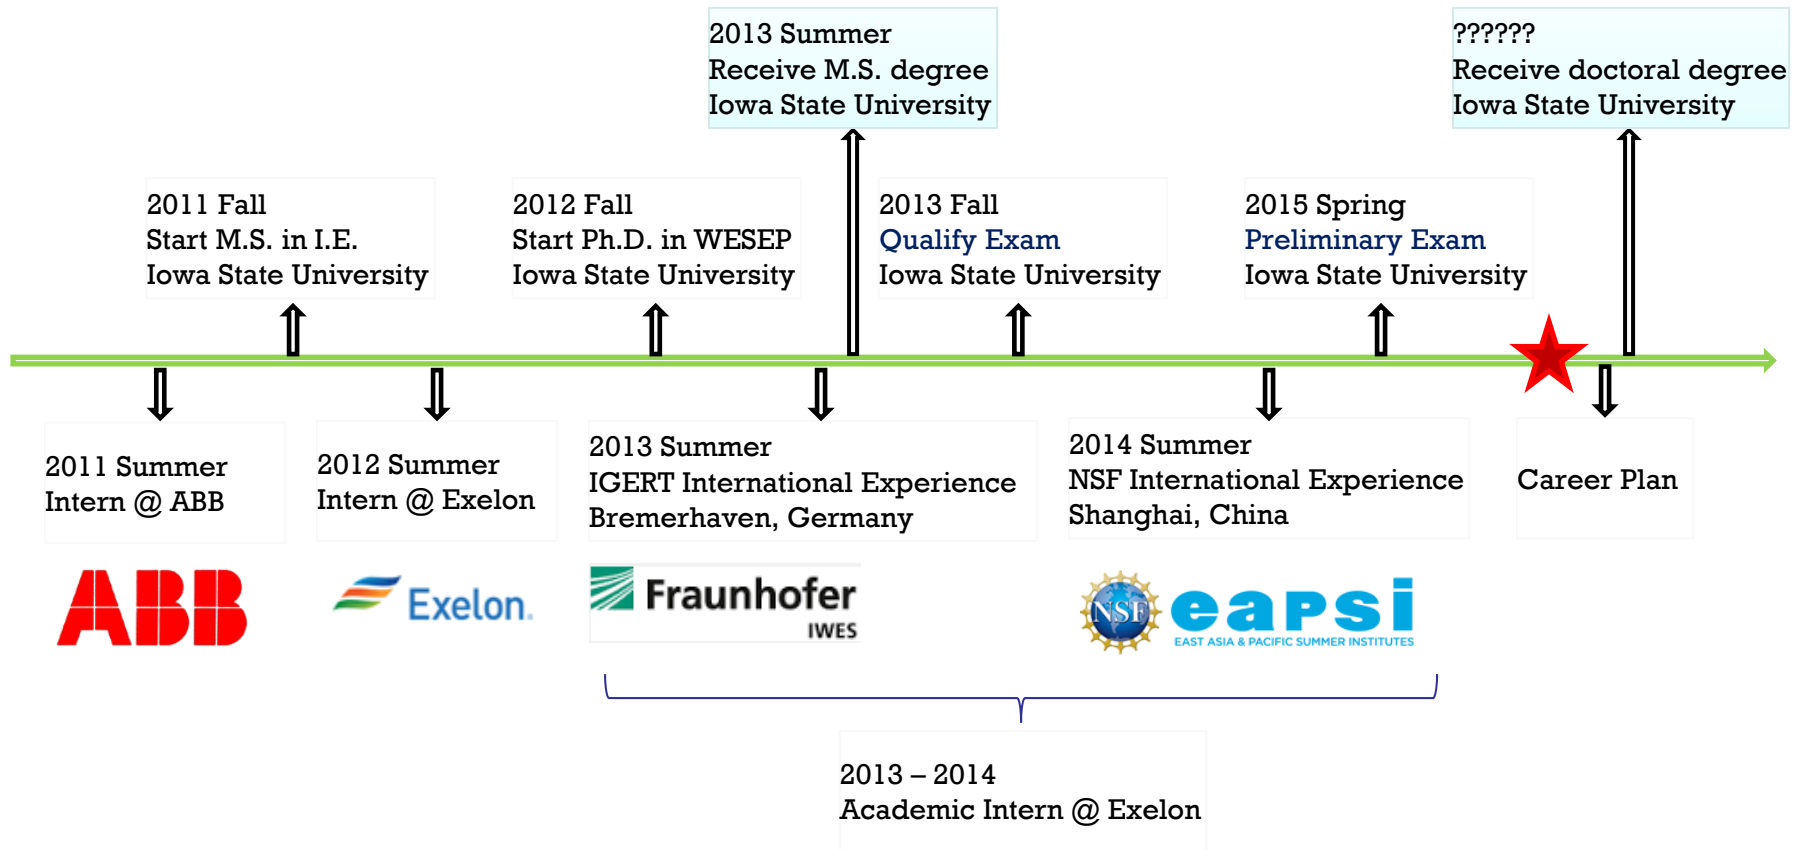 2013 Summer
Receive M.S. degree
Iowa State University
??????
Receive doctoral degree
Iowa State University
2011 Fall
Start M.S. in I.E.
Iowa State University
2012 Fall
Start Ph.D. in WESEP
Iowa State University
2013 Fall
Qualify Exam
Iowa State University
2015 Spring
Preliminary Exam
Iowa State University
2011 Summer
Intern @ ABB
2012 Summer
Intern @ Exelon
2013 Summer
IGERT International Experience
Bremerhaven, Germany
2014 Summer
NSF International Experience
Shanghai, China
Career Plan
ABB
Exelon.
Fraunhofer
IWES
NSF
eapsi
EAST ASIA & PACIFIC SUMMER INSTITUTES
2013 – 2014
Academic Intern @ Exelon